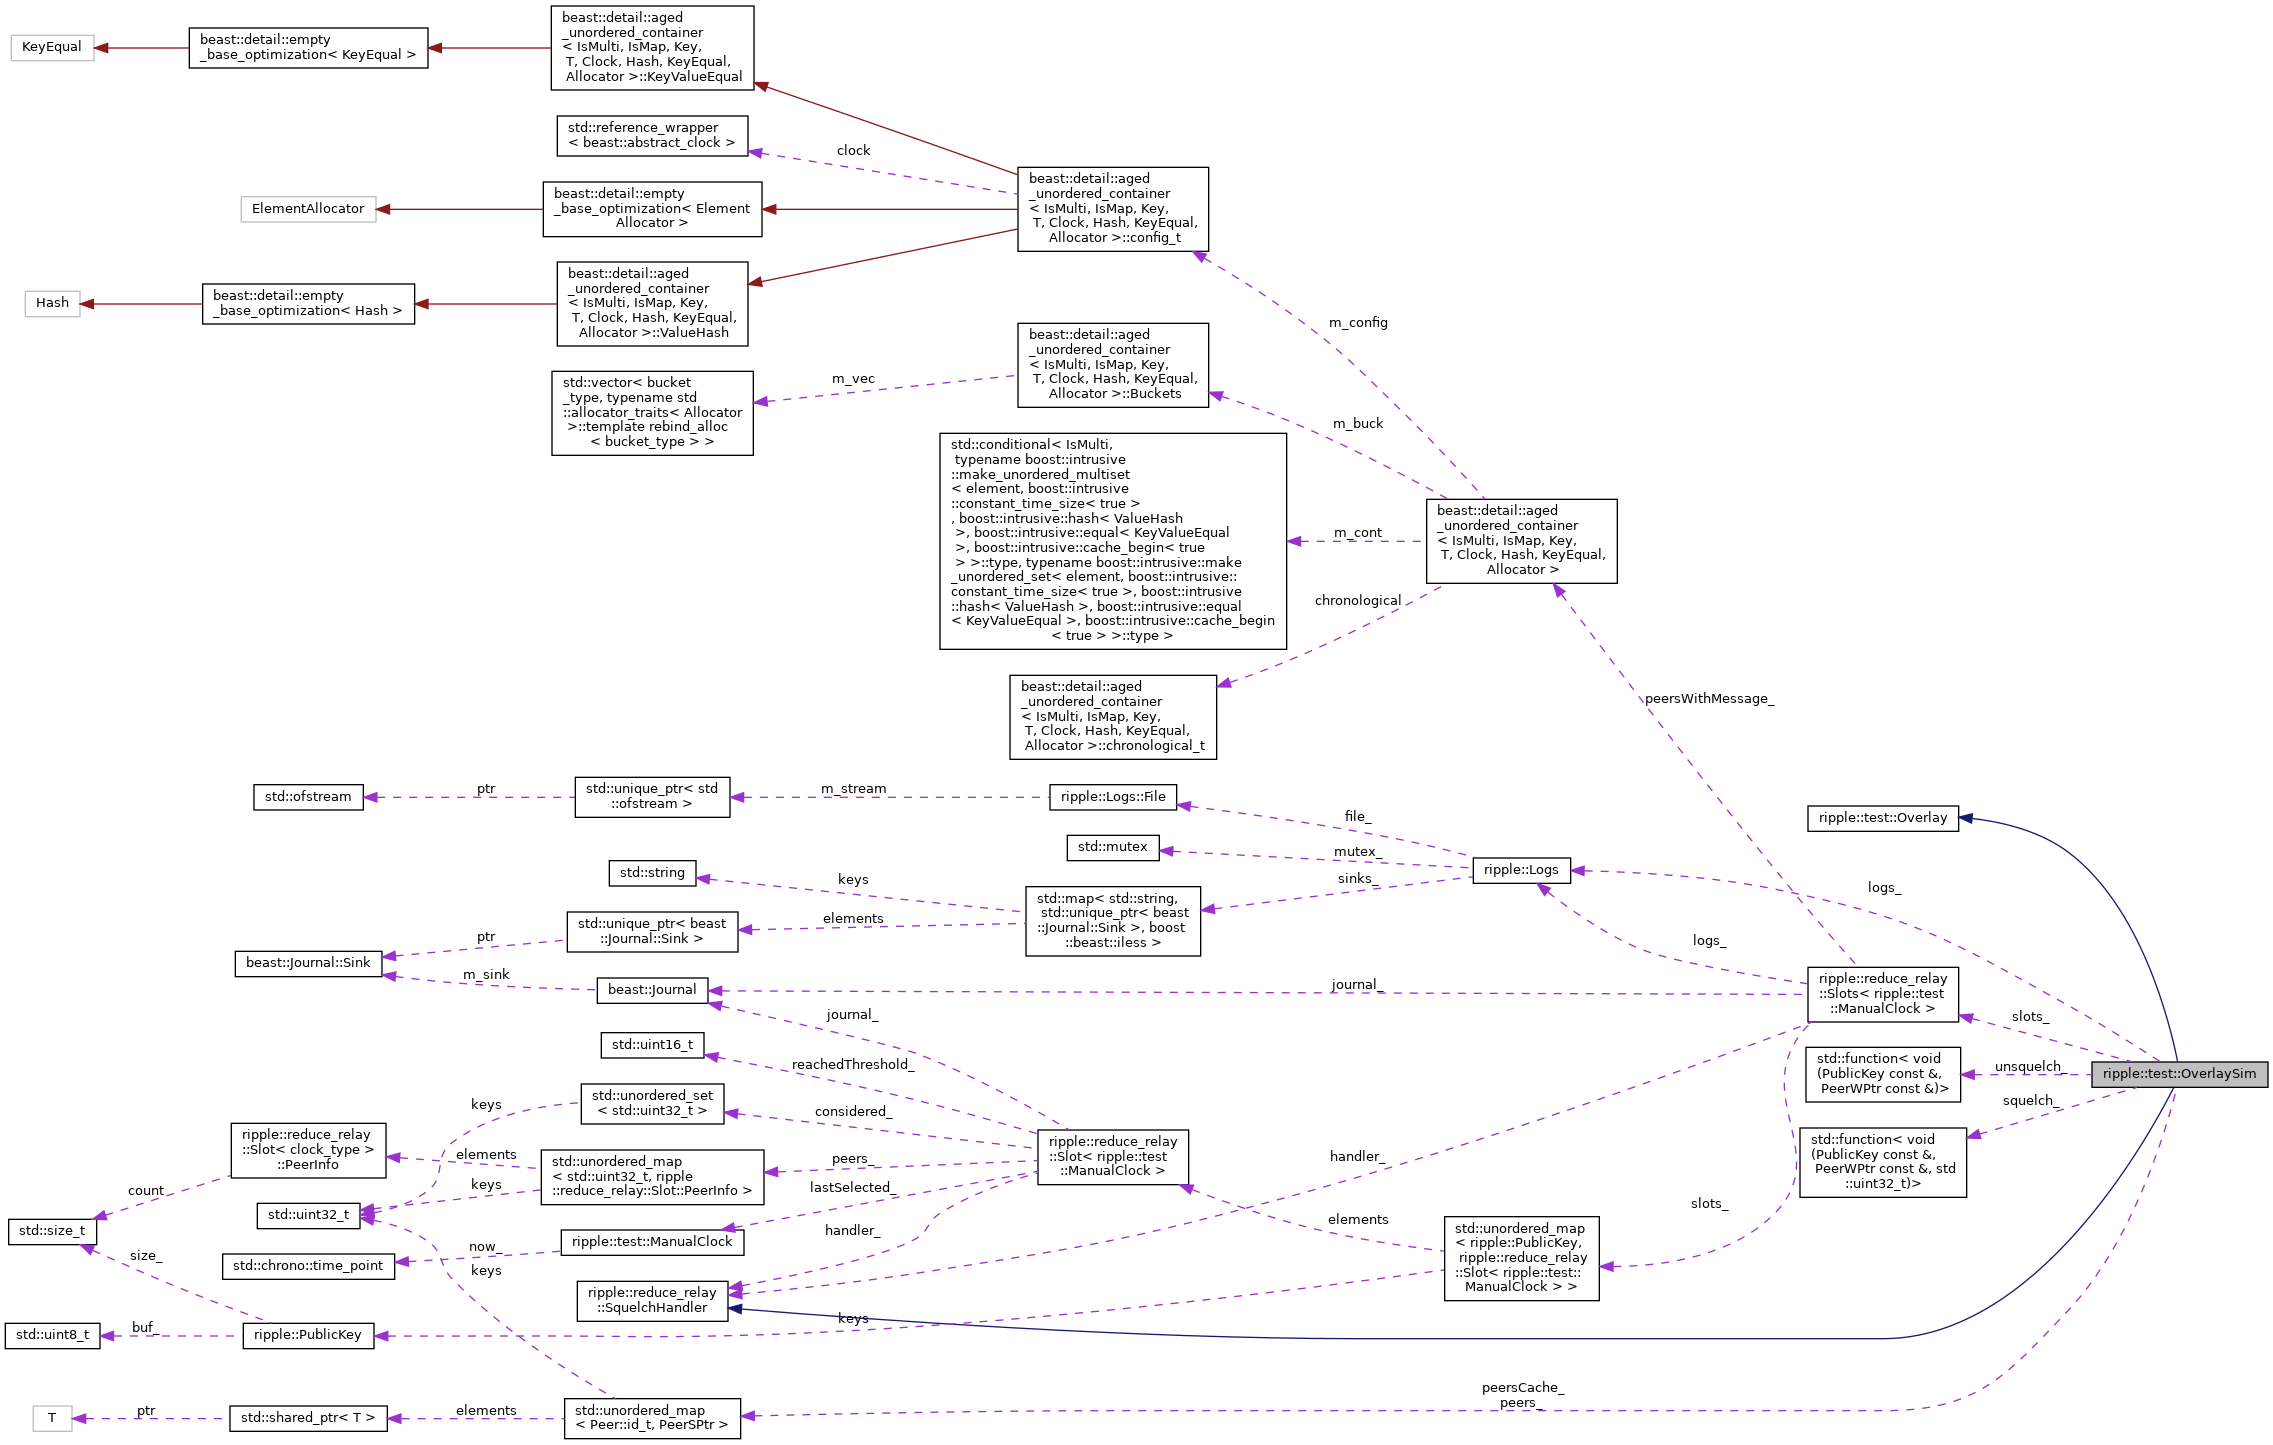 KeyEqual
beast::detail::empty
_base_optimization< KeyEqual >
beast::detail::aged
_unordered_container
< IsMulti, IsMap, Key,
T, Clock, Hash, KeyEqual,
Allocator >::KeyValueEqual
std::reference_wrapper
< beast::abstract_clock >
clock
ElementAllocator
beast::detail::empty
_base_optimization< Element
Allocator >
beast::detail::aged
_unordered_container
< IsMulti, IsMap, Key,
T, Clock, Hash, KeyEqual,
Allocator >::config_t
Hash
beast::detail::empty
_base_optimization< Hash >
beast::detail::aged
_unordered_container
< IsMulti, IsMap, Key,
T, Clock, Hash, KeyEqual,
Allocator >::ValueHash
m_config
std::vector< bucket
_type, typename std
::allocator_traits< Allocator
>::template rebind_alloc
< bucket_type > >
m_vec
beast::detail::aged
_unordered_container
< IsMulti, IsMap, Key,
T, Clock, Hash, KeyEqual,
Allocator >::Buckets
m_buck
std::conditional< IsMulti,
typename boost::intrusive
::make_unordered_multiset
< element, boost::intrusive
::constant_time_size< true >
, boost::intrusive::hash< ValueHash
>, boost::intrusive::equal< KeyValueEqual
>, boost::intrusive::cache_begin< true
> >::type, typename boost::intrusive::make
_unordered_set< element, boost::intrusive::
constant_time_size< true >, boost::intrusive
::hash< ValueHash >, boost::intrusive::equal
< KeyValueEqual >, boost::intrusive::cache_begin
< true > >::type >
m_cont
beast::detail::aged
_unordered_container
< IsMulti, IsMap, Key,
T, Clock, Hash, KeyEqual,
Allocator >
chronological
beast::detail::aged
_unordered_container
< IsMulti, IsMap, Key,
T, Clock, Hash, KeyEqual,
Allocator >::chronological_t
peersWithMessage_
std::ofstream
ptr
std::unique_ptr< std
::ofstream >
m_stream
ripple::Logs::File
file_
ripple::test::Overlay
std::mutex
mutex_
ripple::Logs
logs_
std::string
keys
sinks_
std::map< std::string,
std::unique_ptr< beast
::Journal::Sink >, boost
::beast::iless >
elements
std::unique_ptr< beast
::Journal::Sink >
ptr
beast::Journal::Sink
m_sink
beast::Journal
journal_
logs_
ripple::reduce_relay
::Slots< ripple::test
::ManualClock >
slots_
journal_
std::uint16_t
reachedThreshold_
std::function< void
(PublicKey const &,
PeerWPtr const &)>
unsquelch_
ripple::test::OverlaySim
squelch_
std::function< void
(PublicKey const &,
PeerWPtr const &, std
::uint32_t)>
std::unordered_set
< std::uint32_t >
keys
considered_
ripple::reduce_relay
::Slot< clock_type >
::PeerInfo
elements
std::unordered_map
< std::uint32_t, ripple
::reduce_relay::Slot::PeerInfo >
peers_
ripple::reduce_relay
::Slot< ripple::test
::ManualClock >
handler_
count
keys
lastSelected_
std::uint32_t
std::size_t
slots_
elements
handler_
std::unordered_map
< ripple::PublicKey,
ripple::reduce_relay
::Slot< ripple::test::
ManualClock > >
ripple::test::ManualClock
now_
std::chrono::time_point
size_
keys
ripple::reduce_relay
::SquelchHandler
keys
std::uint8_t
buf_
ripple::PublicKey
T
ptr
std::shared_ptr< T >
elements
std::unordered_map
< Peer::id_t, PeerSPtr >
peersCache_
peers_